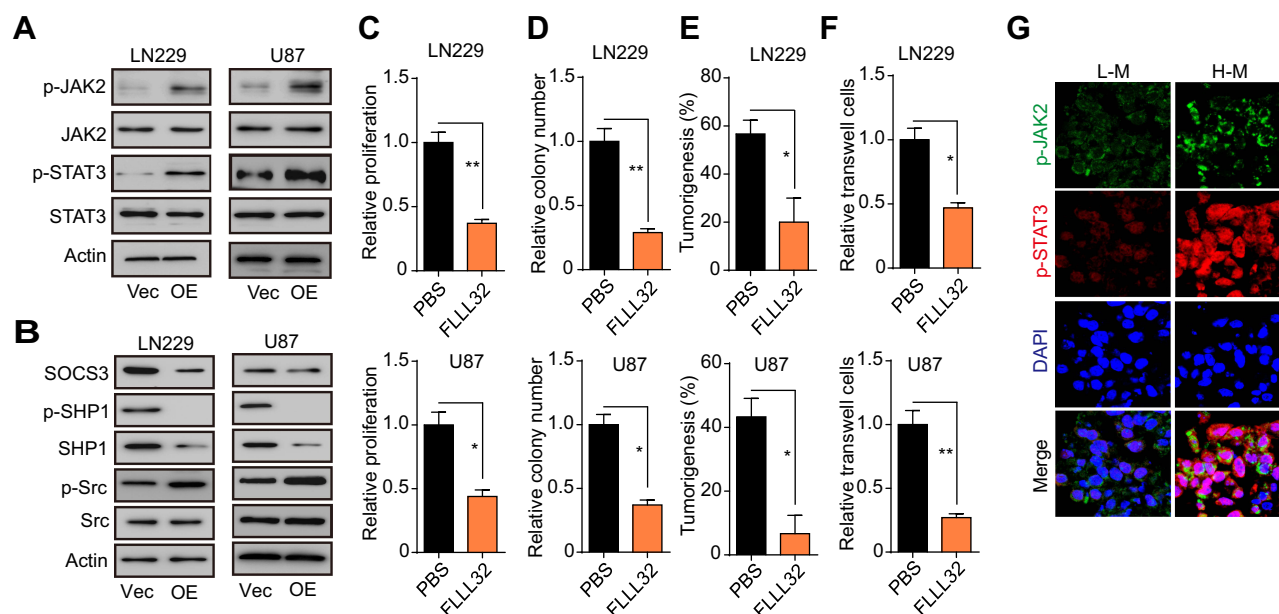 A
LN229 U87
p-JAK2
JAK2
p-STAT3
STAT3
Actin
Vec OE Vec OE
B
LN229 U87
SOCS3
p-SHP1
SHP1
p-Src
Src
Actin
Vec OE Vec OE
C
LN229
Relative proliferation
1.5
1.0
0.5
0
**
PBS
FLLL32
U87
Relative proliferation
1.5
1.0
0.5
0
*
PBS
FLLL32
D
Relative colony number
1.5
1.0
0.5
0
**
PBS
FLLL32
U87
Relative colony number
1.5
1.0
0.5
0
*
PBS
FLLL32
E
LN229
Tumorigenesis (%)
80
60
40
20
0
*
PBS
FLLL32
U87
Tumorigenesis (%)
60
40
20
0
*
PBS
FLLL32
F
LN229
Relative transwell cells
1.5
1.0
0.5
0
*
PBS
FLLL32
U87
Relative transwell cells
1.5
1.0
0.5
0
**
PBS
FLLL32
G
L-M H-M
p-JAK2
p-STAT3
DAPI
Merge